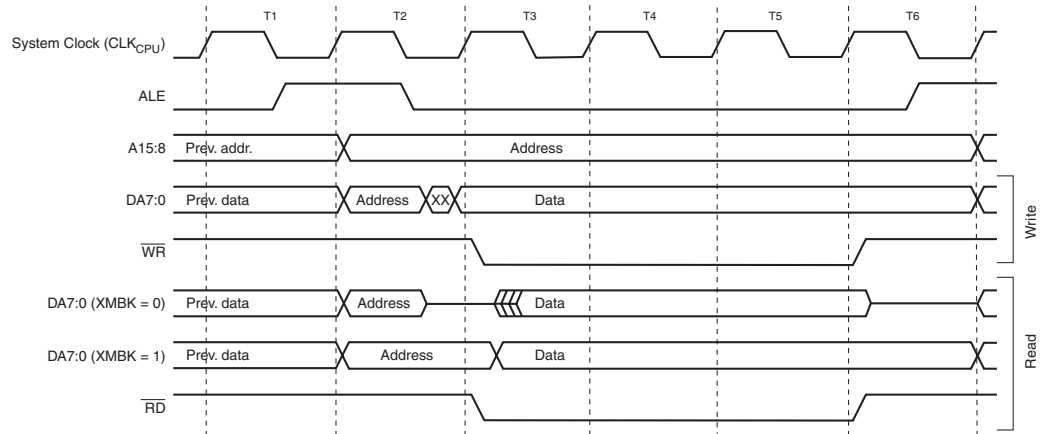 T1 T2 T3 T4 T5 T6
System Clock (CLKCPU)
ALE
A15:8 Prev. addr. Address
DA7:0 Prev. data Address XX Data
WR
Write
DA7:0 (XMBK = 0) Prev. data Address Data
DA7:0 (XMBK = 1) Prev. data Address Data
RD
Read